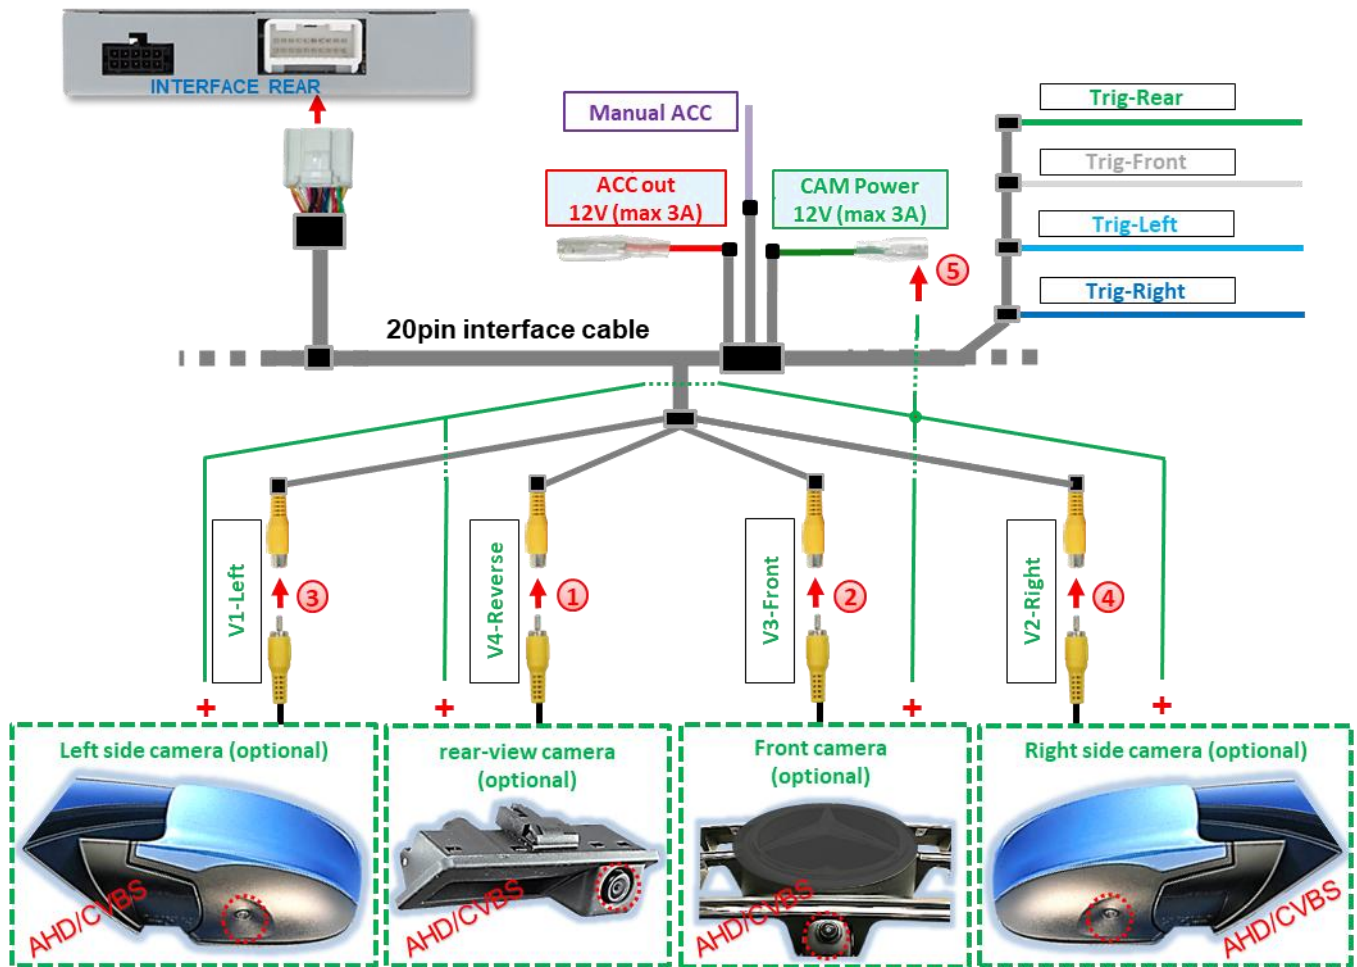 INTERFACE REAR
Manual ACC
ACC out
12V (max 3A)
CAM Power
12V (max 3A)
Trig-Rear
Trig-Front
Trig-Left
Trig-Right
5
20pin interface cable
V1-Left
3
V4-Reverse
1
V3-Front
2
V2-Right
4
+
+
+
+
Left side camera (optional)
rear-view camera
(optional)
Front camera
(optional)
Right side camera (optional)
AHD/CVBS
AHD/CVBS
AHD/CVBS
AHD/CVBS